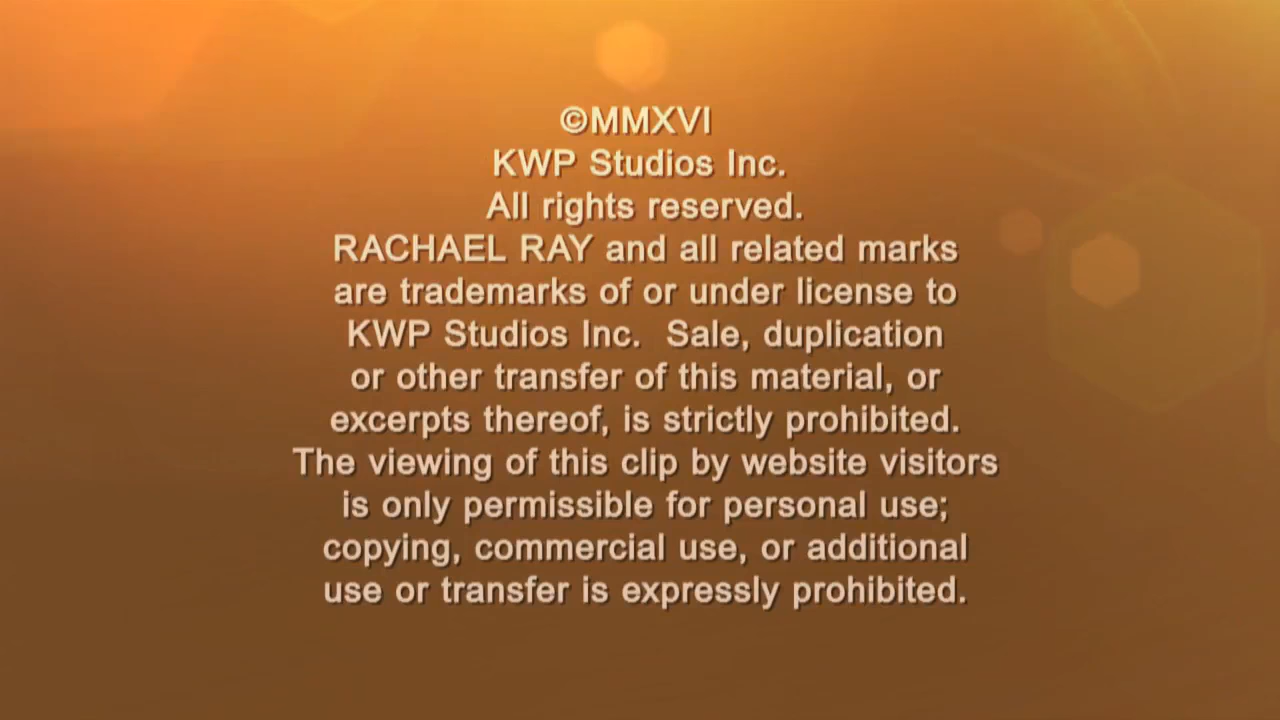 ©MMXVI
KWP Studios Inc.
All rights reserved.
RACHAEL RAY and all related marks
are trademarks of or under license to
KWP Studios Inc.  Sale, duplication
or other transfer of this material, or
excerpts thereof, is strictly prohibited.
The viewing of this clip by website visitors
is only permissible for personal use;
copying, commercial use, or additional
use or transfer is expressly prohibited.